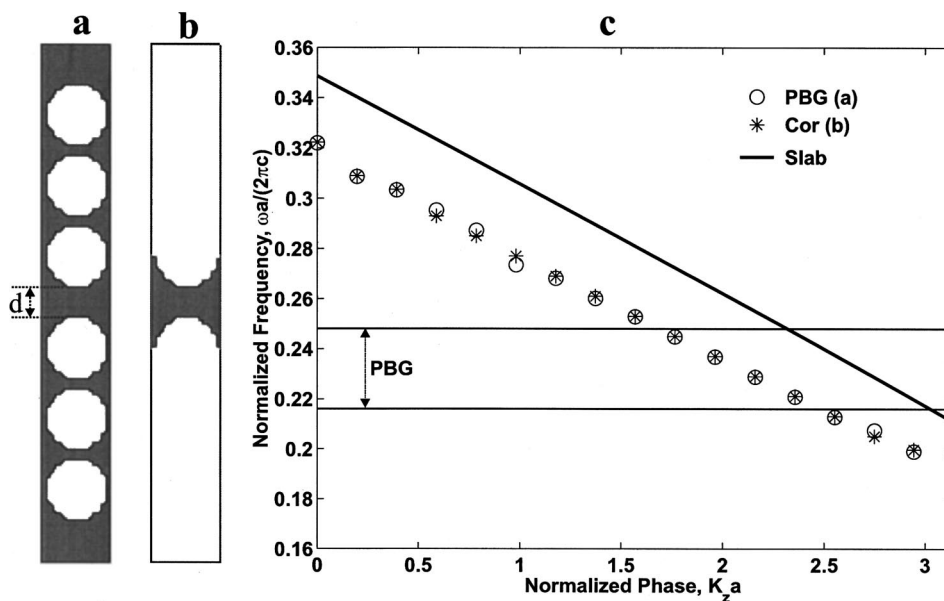 a
b
c
d
0.36
0.34
0.32
0.3
0.28
0.26
0.24
0.22
0.2
0.18
0.16
Normalized Frequency, ωa/(2πc)
PBG (a)
Cor (b)
Slab
PBG
0
0.5
1
1.5
2
2.5
3
Normalized Phase, K_z a